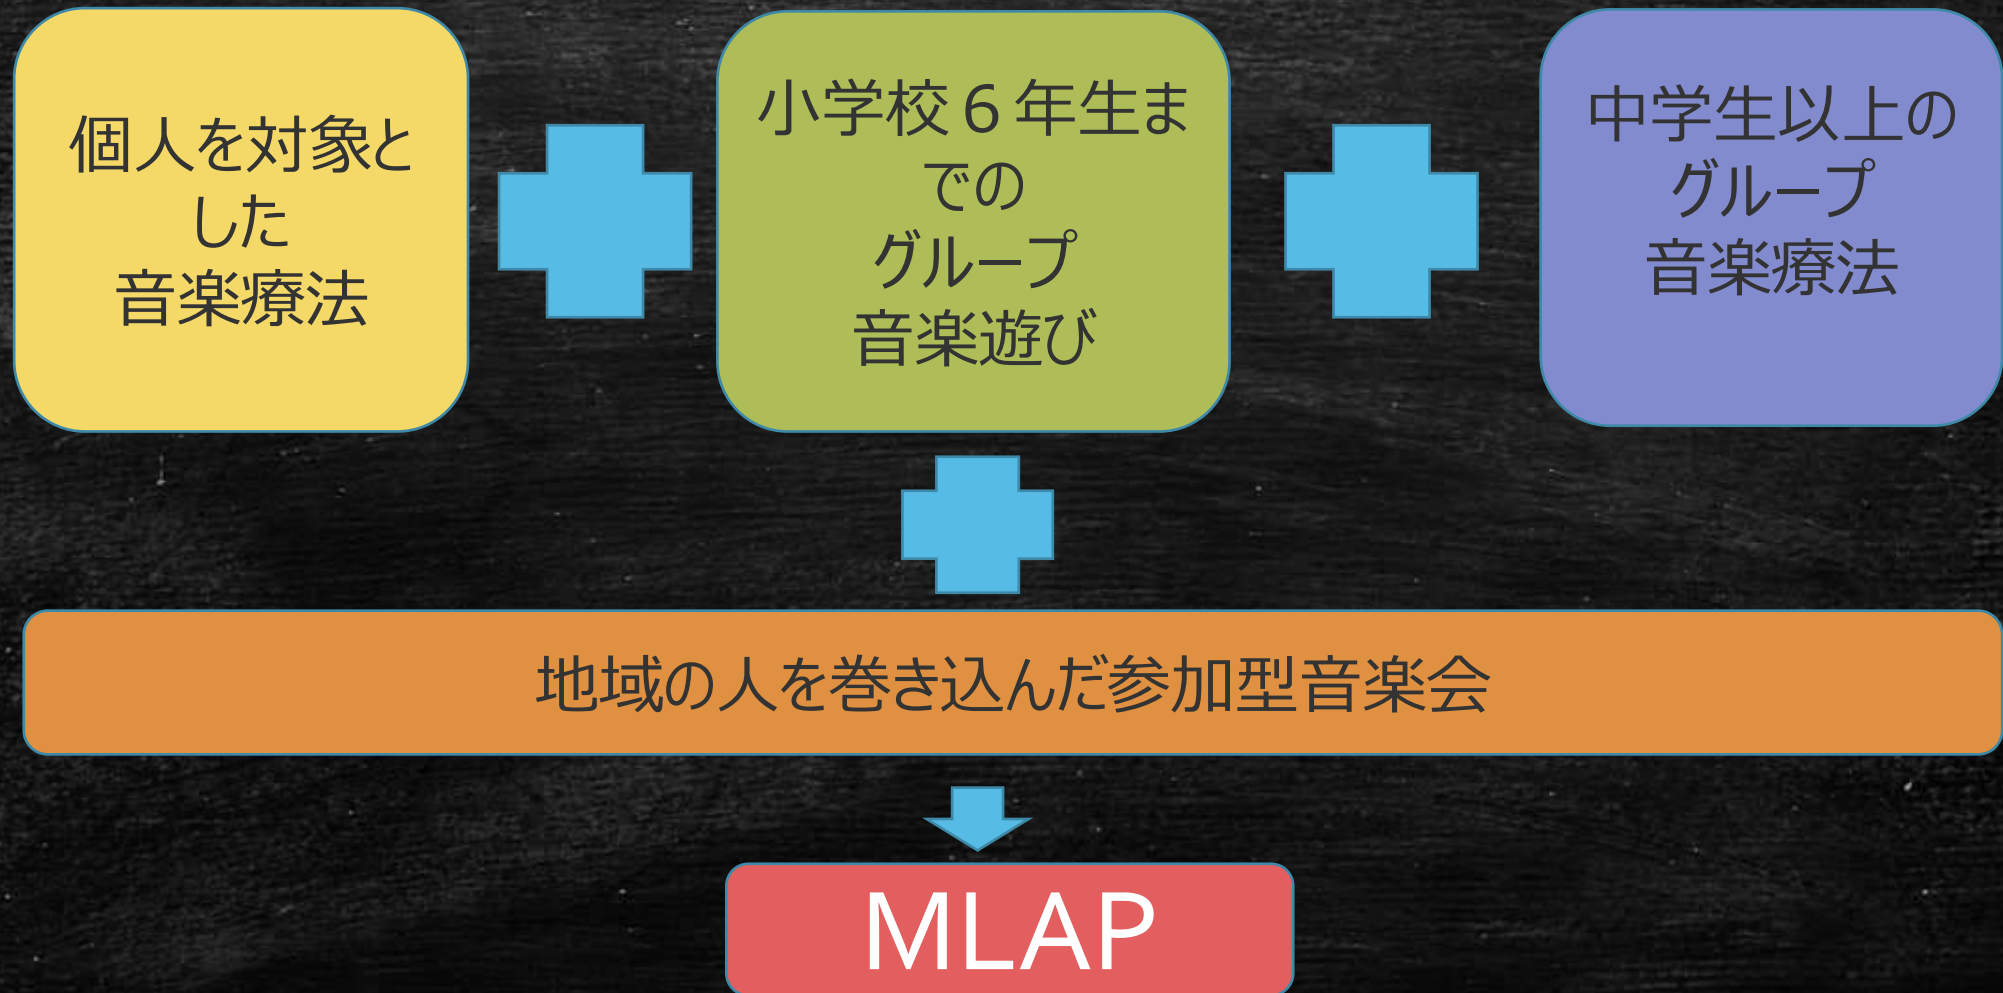 個人を対象と
した
音楽療法
小学校６年生ま
での
グループ
音楽遊び
中学生以上の
グループ
音楽療法
地域の人を巻き込んだ参加型音楽会
MLAP